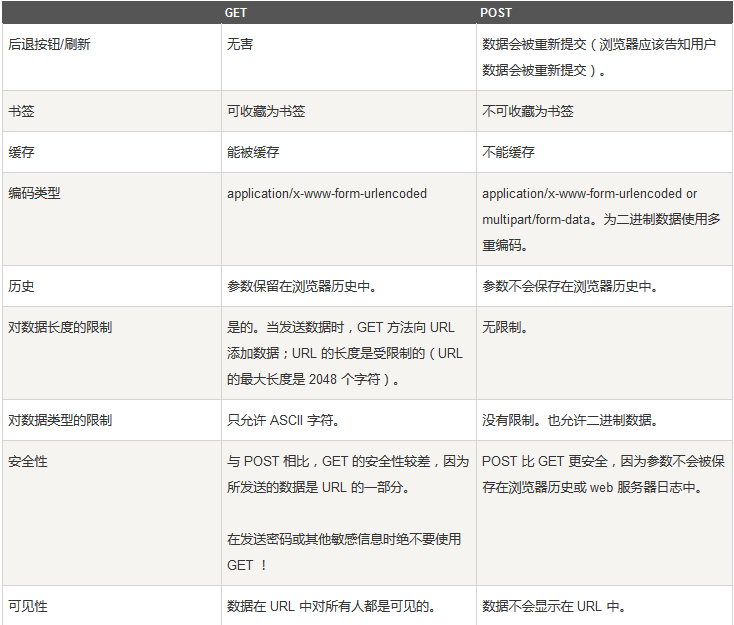 GET POST
后退按钮/刷新 无害 数据会被重新提交（浏览器应该告知用户
数据会被重新提交）。
书签 可收藏为书签 不可收藏为书签
缓存 能被缓存 不能缓存
编码类型 application/x-www-form-urlencoded application/x-www-form-urlencoded or
multipart/form-data。为二进制数据使用多
重编码。
历史 参数保留在浏览器历史中。 参数不会保存在浏览器历史中。
对数据长度的限制 是的。当发送数据时，GET 方法向 URL 无限制。
添加数据；URL 的长度是受限制的（URL
的最大长度是 2048 个字符）。
对数据类型的限制 只允许 ASCII 字符。 没有限制。也允许二进制数据。
安全性 与 POST 相比，GET 的安全性较差，因为 POST 比 GET 更安全，因为参数不会被保
所发送的数据是 URL 的一部分。 存在浏览器历史或 web 服务器日志中。
在发送密码或其他敏感信息时绝不要使用
GET ！
可见性 数据在 URL 中对所有人都是可见的。 数据不会显示在 URL 中。